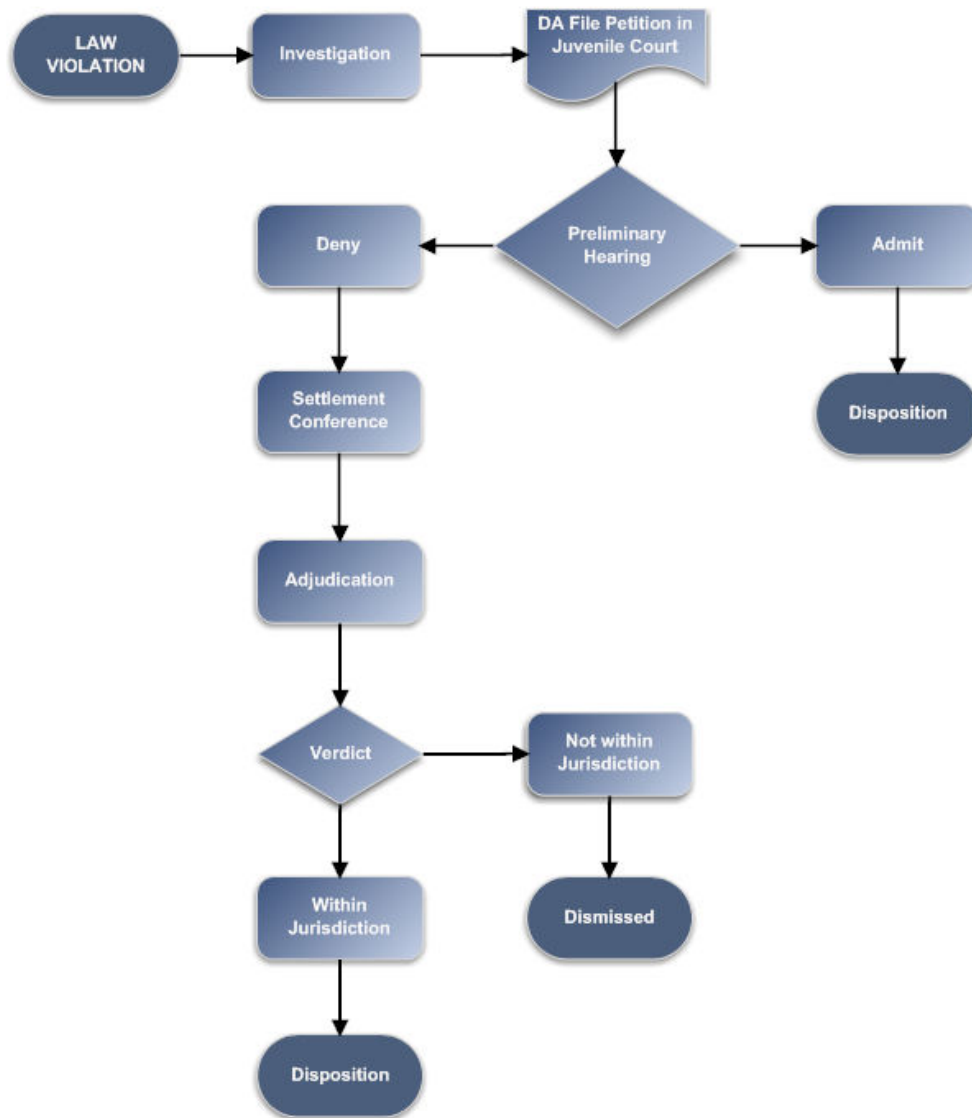 LAW
VIOLATION
Investigation
DA File Petition in
Juvenile Court
Deny
Preliminary
Hearing
Admit
Settlement
Conference
Disposition
Adjudication
Verdict
Not within
Jurisdiction
Within
Jurisdiction
Dismissed
Disposition